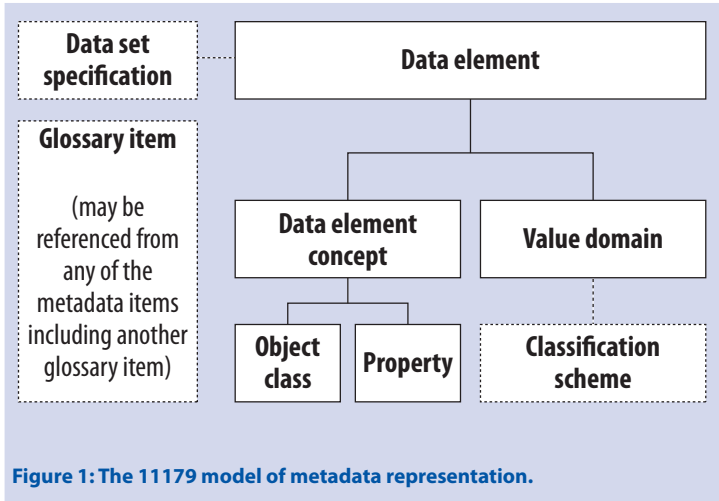 Data set
specification
Data element
Glossary item
(may be
referenced from
any of the
metadata items
including another
glossary item)
Data element
concept
Value domain
Object
class
Property
Classification
scheme
Figure 1: The 11179 model of metadata representation.